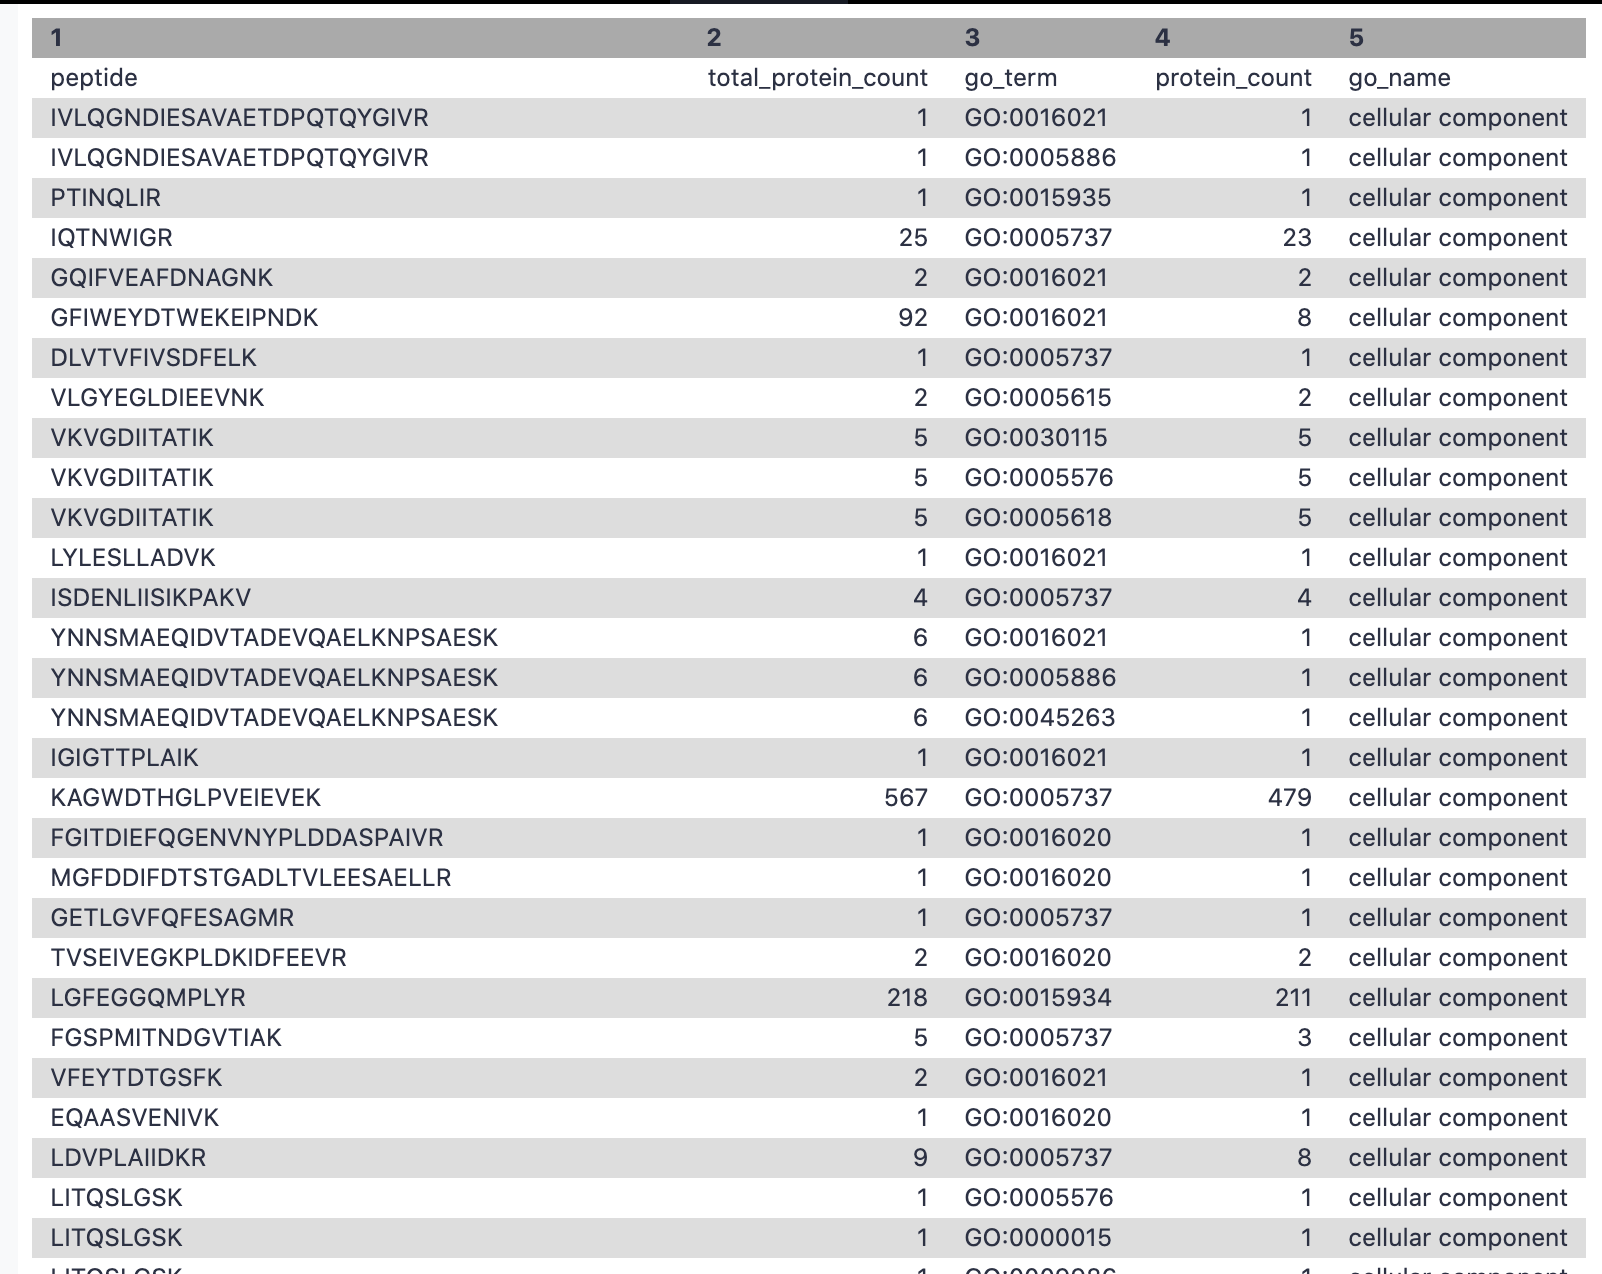 1 2 3 4 5
peptide total_protein_count go_term protein_count go_name
IVLQGNDIESAVAETDPQTQYGIVR 1 GO:0016021 1 cellular component
IVLQGNDIESAVAETDPQTQYGIVR 1 GO:0005886 1 cellular component
PTINQLIR 1 GO:0015935 1 cellular component
IQTNWIGR 25 GO:0005737 23 cellular component
GQIFVEAFDNAGNK 2 GO:0016021 2 cellular component
GFIWEYDTWEKEIPNDK 92 GO:0016021 8 cellular component
DLVTVFIVSDFELK 1 GO:0005737 1 cellular component
VLGYEGLDIEEVNK 2 GO:0005615 2 cellular component
VKVGDIITATIK 5 GO:0030115 5 cellular component
VKVGDIITATIK 5 GO:0005576 5 cellular component
VKVGDIITATIK 5 GO:0005618 5 cellular component
LYLESLLADVK 1 GO:0016021 1 cellular component
ISDENLIISIKPAKV 4 GO:0005737 4 cellular component
YNNSMAEQIDVTADEVQAELKNPSAESK 6 GO:0016021 1 cellular component
YNNSMAEQIDVTADEVQAELKNPSAESK 6 GO:0005886 1 cellular component
YNNSMAEQIDVTADEVQAELKNPSAESK 6 GO:0045263 1 cellular component
IGIGTTPLAIK 1 GO:0016021 1 cellular component
KAGWDTHGLPVEIEVEK 567 GO:0005737 479 cellular component
FGITDIEFQGENVNYPLDDASPAIVR 1 GO:0016020 1 cellular component
MGFDDIFDTSTGADLTVLEESAELLR 1 GO:0016020 1 cellular component
GETLGVFQFESAGMR 1 GO:0005737 1 cellular component
TVSEIVEGKPLDKIDFEEVR 2 GO:0016020 2 cellular component
LGFEGGQMPLYR 218 GO:0015934 211 cellular component
FGSPMITNDGVTIAK 5 GO:0005737 3 cellular component
VFEYTDTGSFK 2 GO:0016021 1 cellular component
EQAASVENIVK 1 GO:0016020 1 cellular component
LDVPLAIIDKR 9 GO:0005737 8 cellular component
LITQSLGSK 1 GO:0005576 1 cellular component
LITQSLGSK 1 GO:0000015 1 cellular component